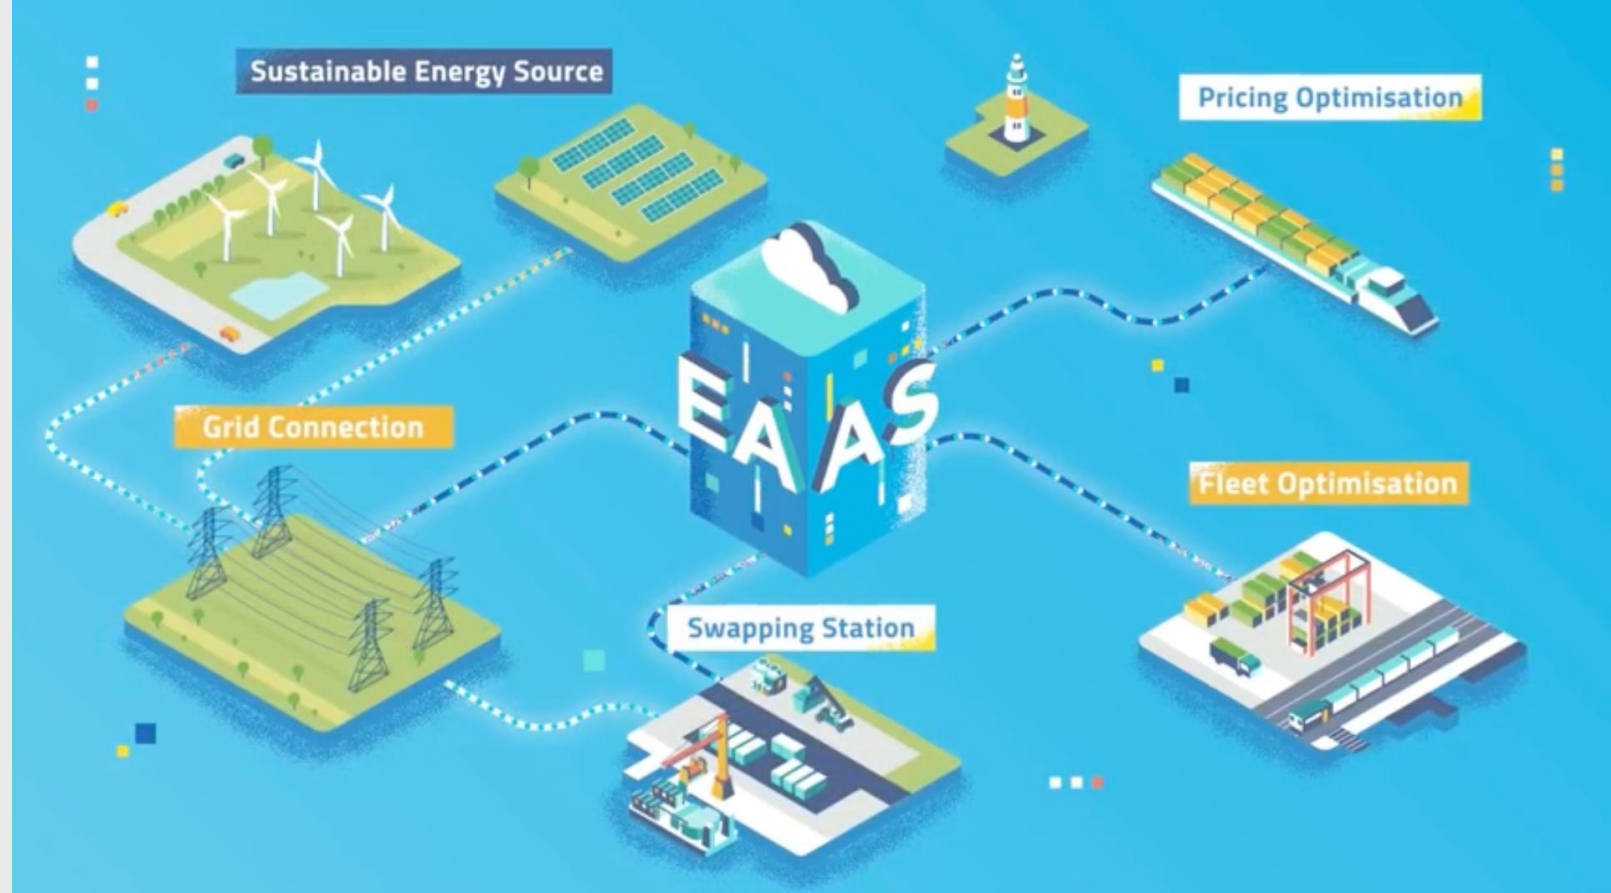 Sustainable Energy Source
Pricing Optimisation
EAAS
Grid Connection
Fleet Optimisation
Swapping Station